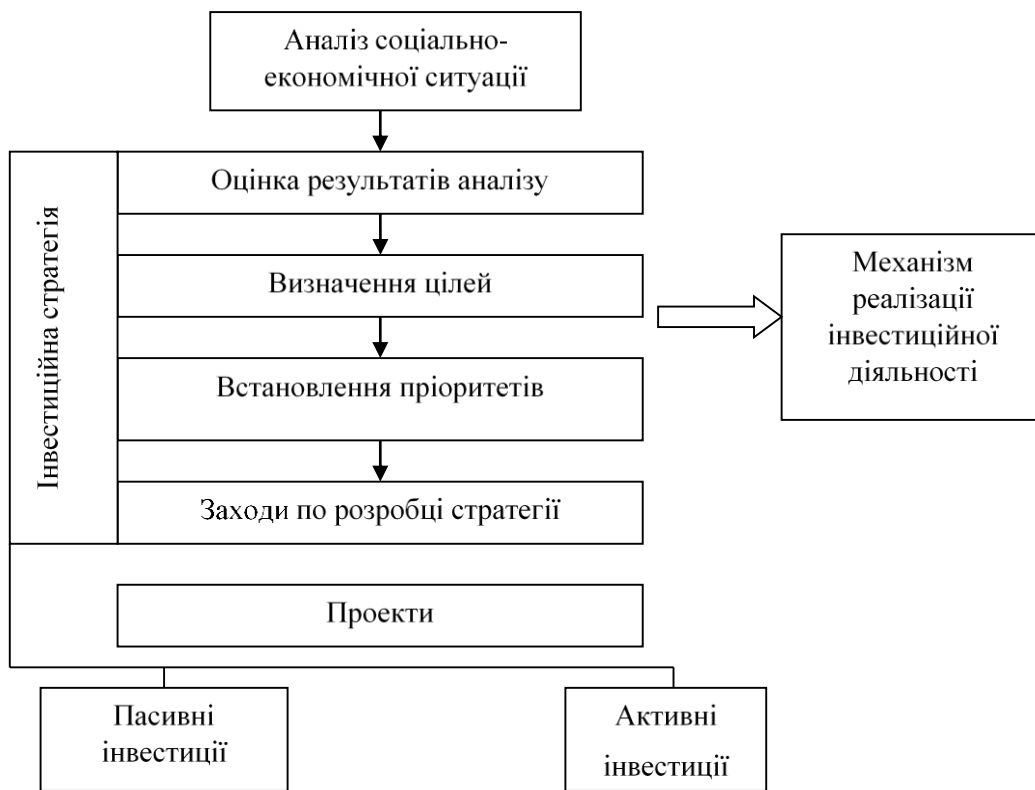 Аналіз соціально-
економічної ситуації
Оцінка результатів аналізу
Інвестиційна стратегія
Визначення цілей
Механізм
реалізації
інвестиційної
діяльності
Встановлення пріоритетів
Заходи по розробці стратегії
Проекти
Пасивні
інвестиції
Активні
інвестиції